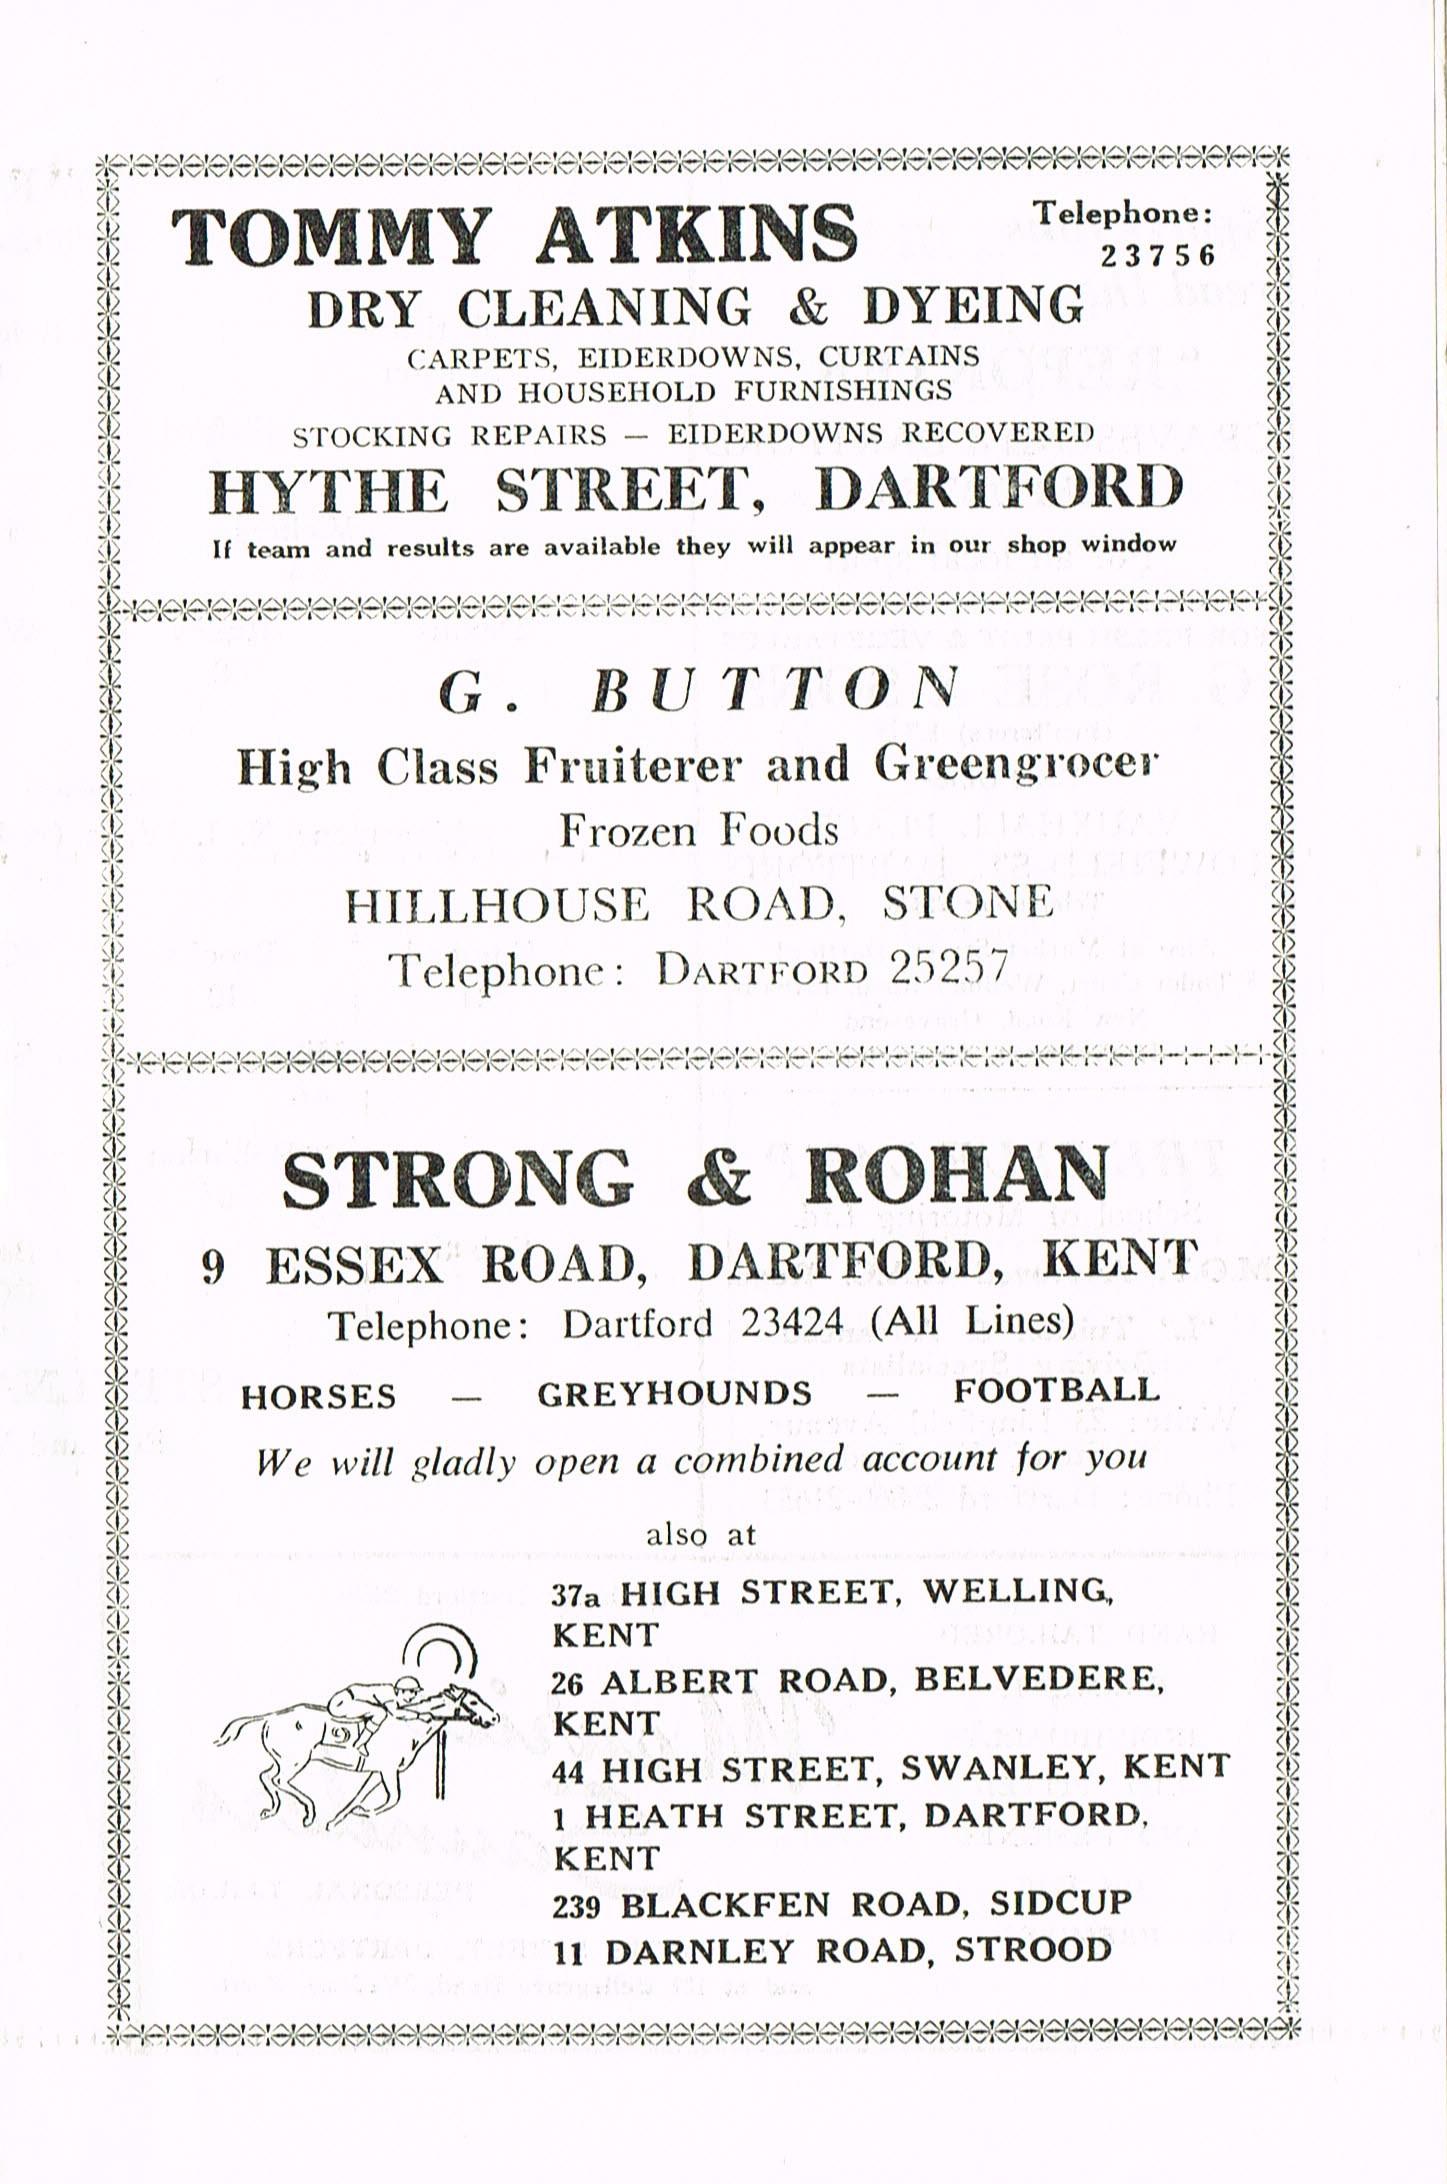 TOMMY ATKINS
Telephone:
23756
DRY CLEANING & DYEING
CARPETS, EIDERDOWNS, CURTAINS
AND HOUSEHOLD FURNISHINGS
STOCKING REPAIRS — EIDERDOWNS RECOVERED
HYTHE STREET, DARTFORD
If team and results are available they will appear in our shop window
G. BUTTON
High Class Fruiterer and Greengrocer
Frozen Foods
HILLHOUSE ROAD, STONE
Telephone: DARTFORD 25257
STRONG & ROHAN
9 ESSEX ROAD, DARTFORD, KENT
Telephone: Dartford 23424 (All Lines)
HORSES — GREYHOUNDS — FOOTBALL
We will gladly open a combined account for you
also at
37a HIGH STREET, WELLING,
KENT
26 ALBERT ROAD, BELVEDERE,
KENT
44 HIGH STREET, SWANLEY, KENT
1 HEATH STREET, DARTFORD,
KENT
239 BLACKFEN ROAD, SIDCUP
11 DARNLEY ROAD, STROOD